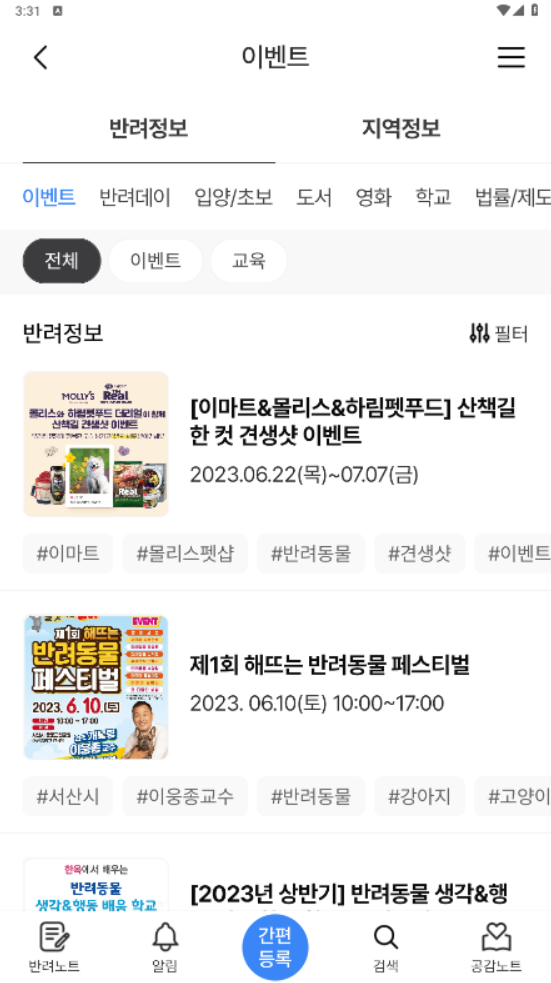 3:31
이벤트
반려정보 지역정보
이벤트 반려데이 입양/초보 도서 영화 학교 법률/제도
전체 이벤트 교육
반려정보 필터
MOLLY'S The Real
몰리스와 하림펫푸드 더리얼이 함께
산책길 견생샷 이벤트
[이마트&몰리스&하림펫푸드] 산책길
한 컷 견생샷 이벤트
2023.06.22(목)~07.07(금)
#이마트 #몰리스펫샵 #반려동물 #견생샷 #이벤트
EVENT
제1회 해뜨는
반려동물
페스티벌
2023. 6. 10.(토)
10:00 ~ 17:00
이웅종교수
제1회 해뜨는 반려동물 페스티벌
2023. 06.10(토) 10:00~17:00
#서산시 #이웅종교수 #반려동물 #강아지 #고양이
한옥에서 배우는
반려동물
생각&행동 배움 학교
[2023년 상반기] 반려동물 생각&행
반려노트 알림 간편
등록 검색 공감노트